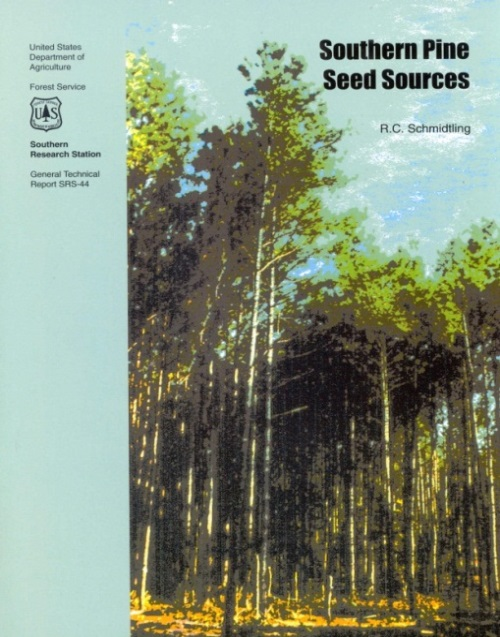 United States
Department of
Agriculture
Forest Service
U S
Southern
Research Station
General Technical
Report SRS-44
Southern Pine
Seed Sources
R.C. Schmidtling